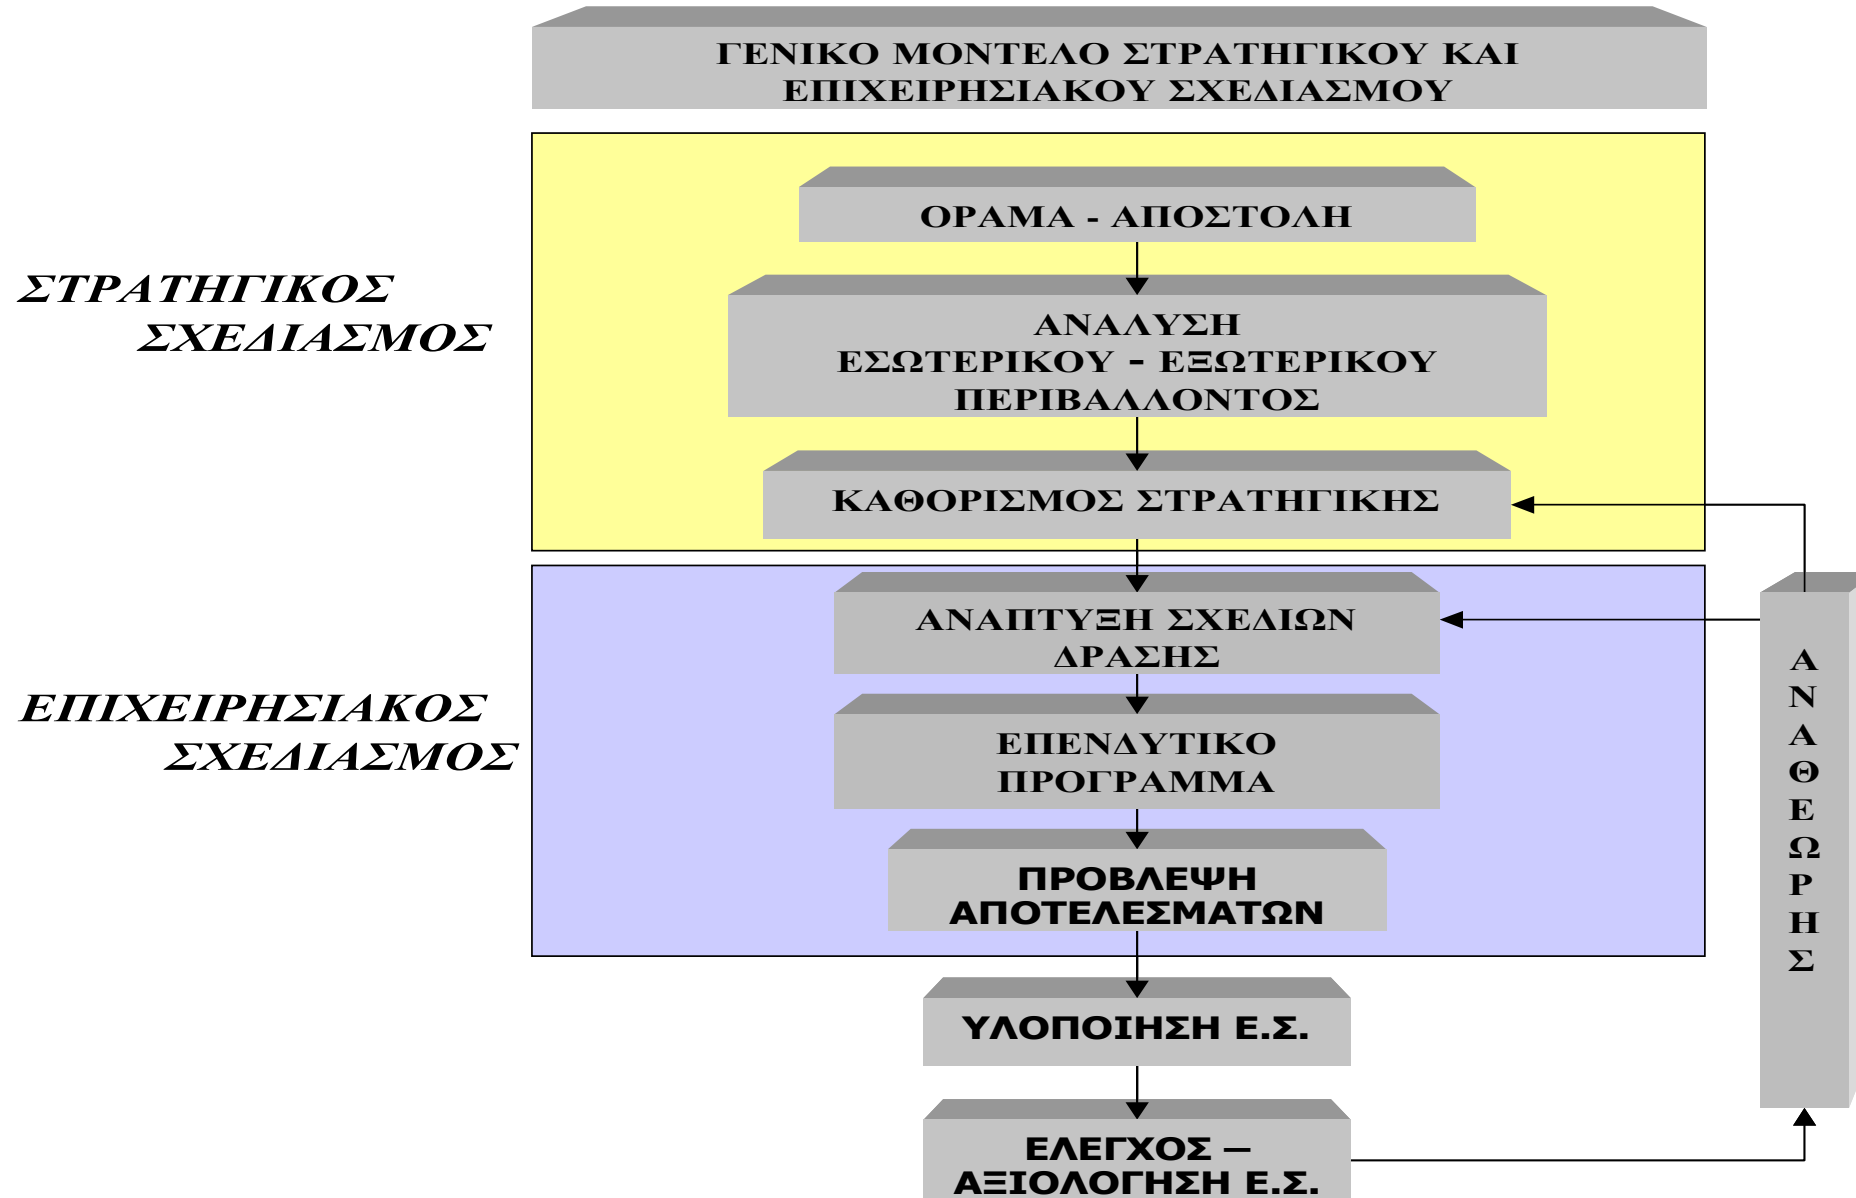 ΓΕΝΙΚΟ ΜΟΝΤΕΛΟ ΣΤΡΑΤΗΓΙΚΟΥ ΚΑΙ
ΕΠΙΧΕΙΡΗΣΙΑΚΟΥ ΣΧΕΔΙΑΣΜΟΥ
ΣΤΡΑΤΗΓΙΚΟΣ
ΣΧΕΔΙΑΣΜΟΣ
ΟΡΑΜΑ - ΑΠΟΣΤΟΛΗ
ΑΝΑΛΥΣΗ
ΕΣΩΤΕΡΙΚΟΥ - ΕΞΩΤΕΡΙΚΟΥ
ΠΕΡΙΒΑΛΛΟΝΤΟΣ
ΚΑΘΟΡΙΣΜΟΣ ΣΤΡΑΤΗΓΙΚΗΣ
ΕΠΙΧΕΙΡΗΣΙΑΚΟΣ
ΣΧΕΔΙΑΣΜΟΣ
ΑΝΑΠΤΥΞΗ ΣΧΕΔΙΩΝ
ΔΡΑΣΗΣ
ΕΠΕΝΔΥΤΙΚΟ
ΠΡΟΓΡΑΜΜΑ
ΠΡΟΒΛΕΨΗ
ΑΠΟΤΕΛΕΣΜΑΤΩΝ
ΥΛΟΠΟΙΗΣΗ Ε.Σ.
ΕΛΕΓΧΟΣ –
ΑΞΙΟΛΟΓΗΣΗ Ε.Σ.
ΑΝΑΘΕΩΡΗΣ